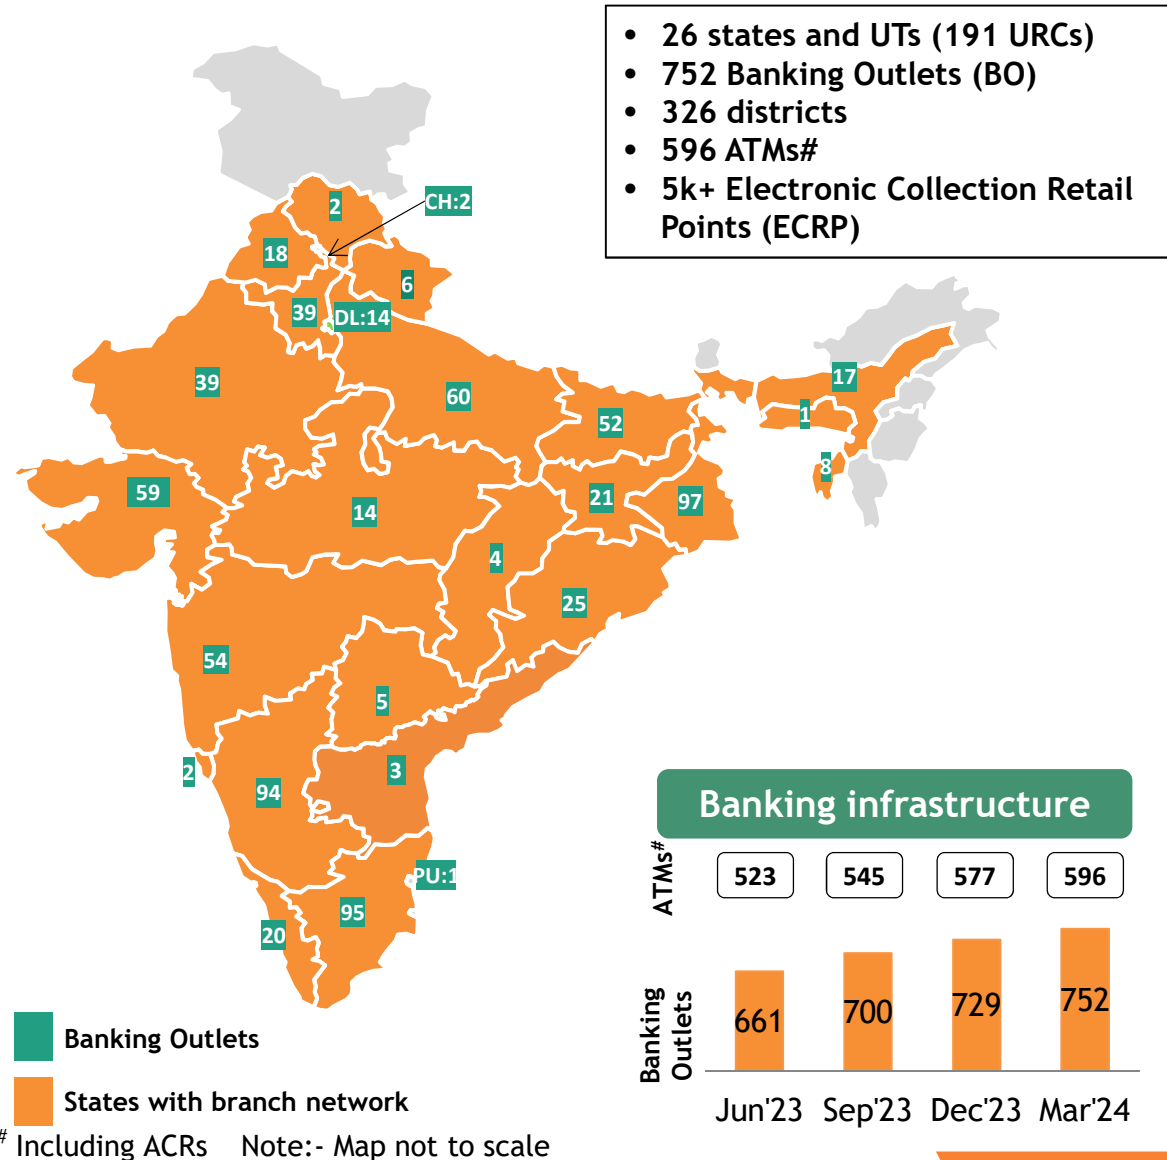 • 26 states and UTs (191 URCs)
• 752 Banking Outlets (BO)
• 326 districts
• 596 ATMs#
• 5k+ Electronic Collection Retail
Points (ECRP)
2
CH:2
18
6
39
DL:14
39
60
52
17
1
8
59
14
21
97
4
25
54
5
2
94
3
PU:1
95
20
Banking infrastructure
ATMs#
523 545 577 596
Banking
Outlets
661 700 729 752
Jun'23 Sep'23 Dec'23 Mar'24
Banking Outlets
States with branch network
# Including ACRs Note:- Map not to scale